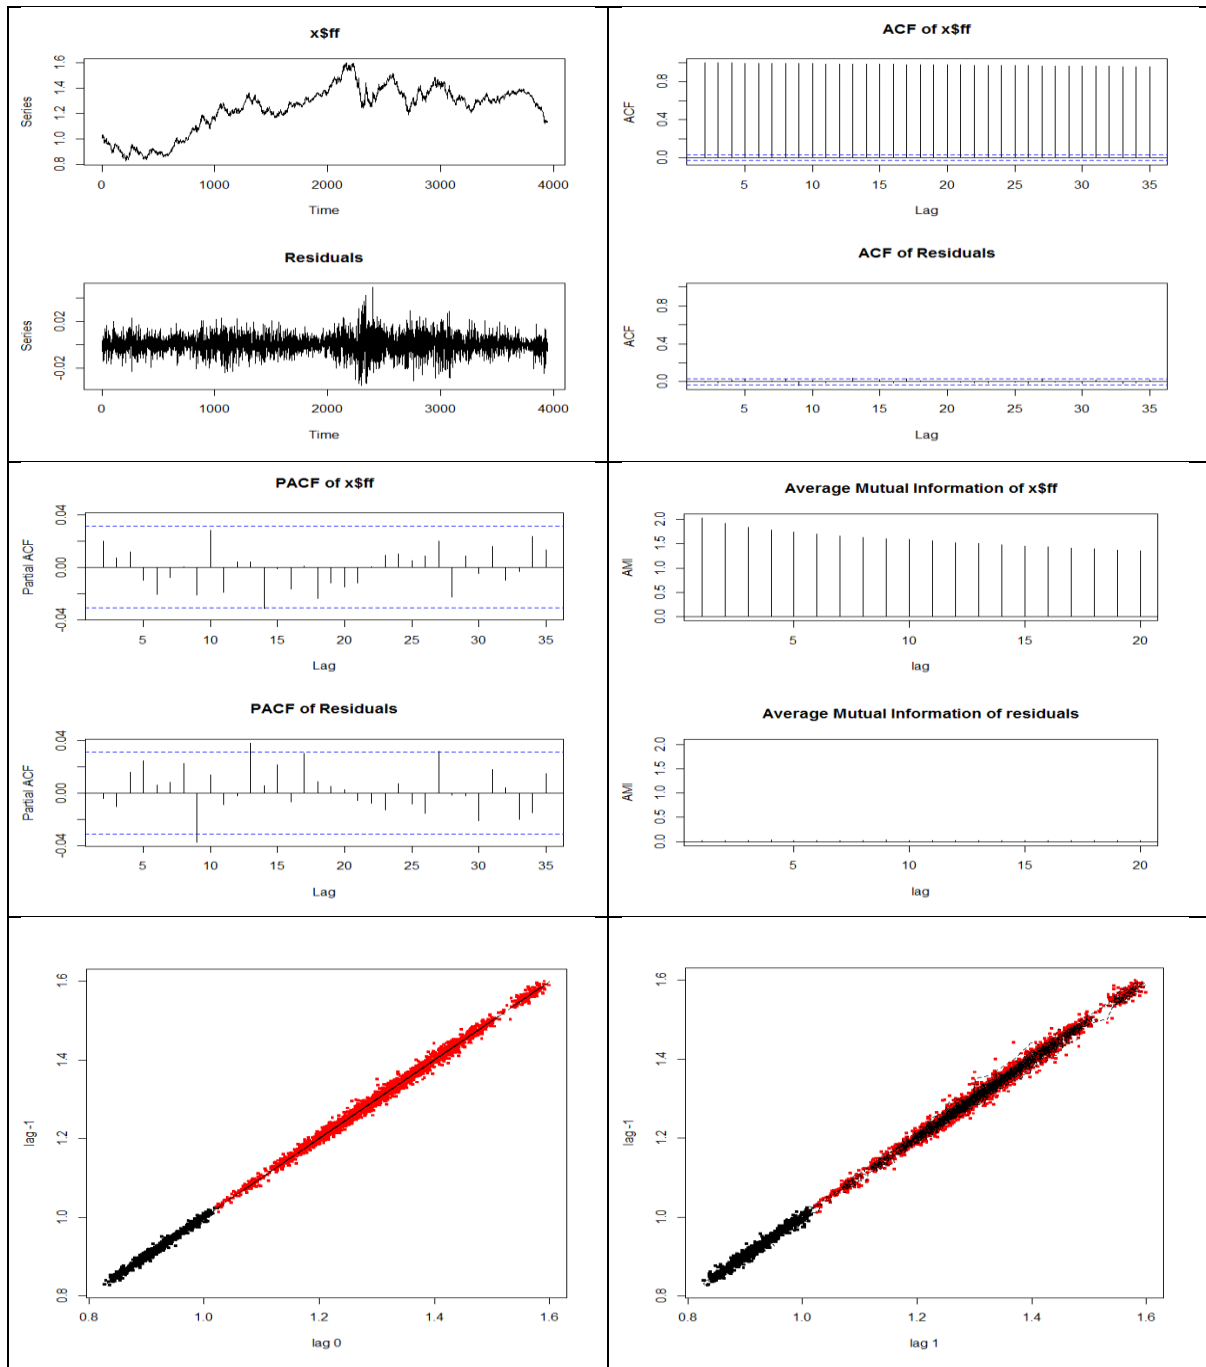 x$ff
Series
0.8 1.0 1.2 1.4 1.6
0 1000 2000 3000 4000
Time
Residuals
Series
-0.02 0.02
0 1000 2000 3000 4000
Time
ACF of x$ff
ACF
0.0 0.4 0.8
5 10 15 20 25 30 35
Lag
ACF of Residuals
ACF
0.0 0.4 0.8
5 10 15 20 25 30 35
Lag
PACF of x$ff
Partial ACF
-0.04 0.00 0.04
5 10 15 20 25 30 35
Lag
PACF of Residuals
Partial ACF
-0.04 0.00 0.04
5 10 15 20 25 30 35
Lag
Average Mutual Information of x$ff
AMI
0.0 0.5 1.0 1.5 2.0
5 10 15 20
lag
Average Mutual Information of residuals
AMI
0.0 0.5 1.0 1.5 2.0
5 10 15 20
lag
lag -1
0.8 1.0 1.2 1.4 1.6
0.8 1.0 1.2 1.4 1.6
lag 0
lag -1
0.8 1.0 1.2 1.4 1.6
0.8 1.0 1.2 1.4 1.6
lag 1